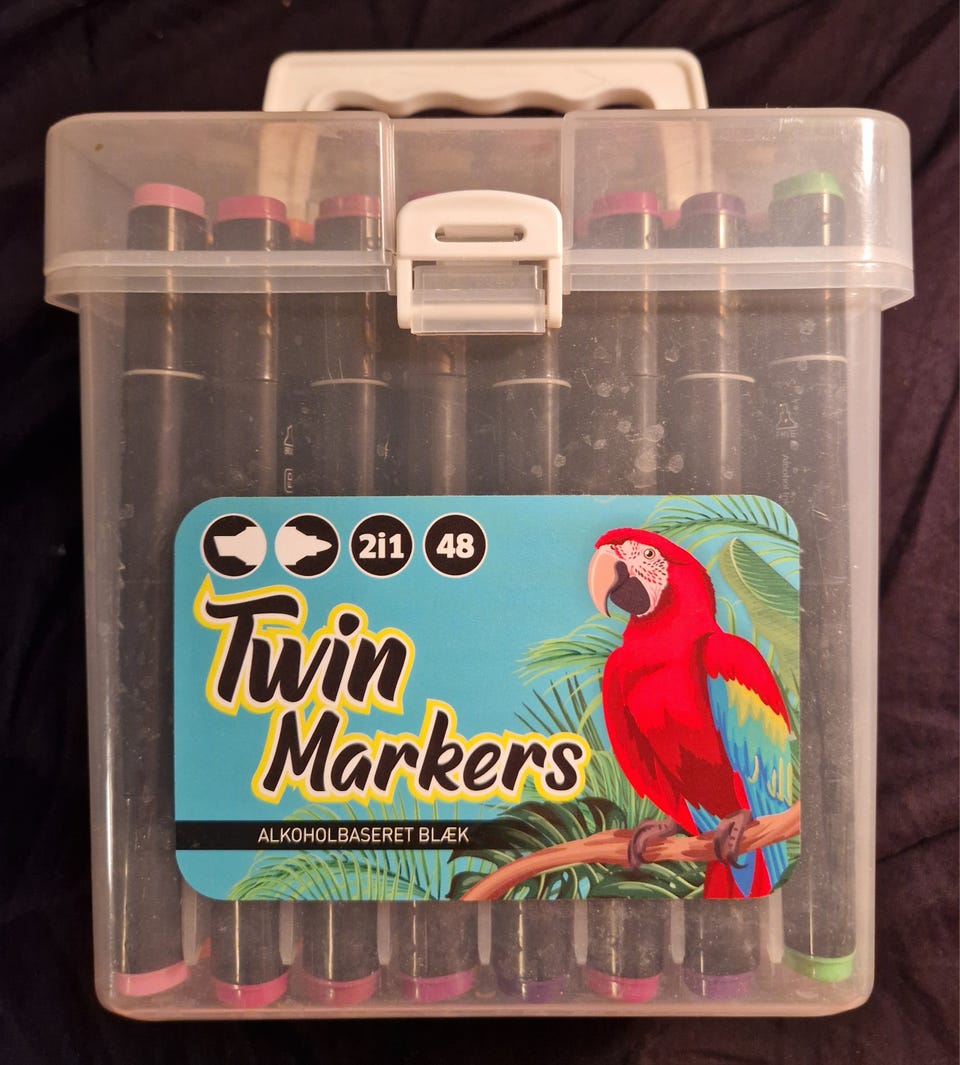 2i1 48
Twin
Markers
ALKOHOLBASERET BLÆK